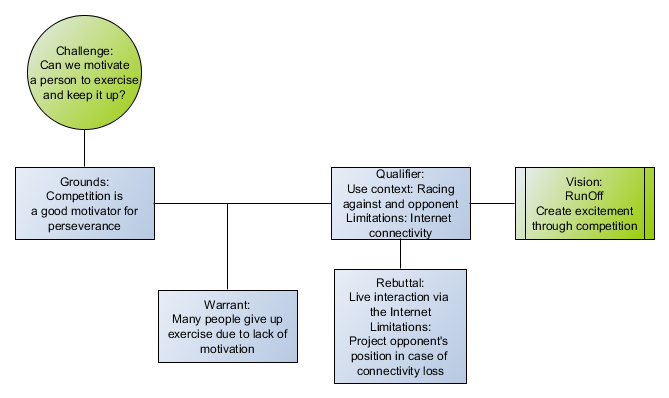 Challenge:
Can we motivate
a person to exercise
and keep it up?
Grounds:
Competition is
a good motivator for
perseverance
Qualifier:
Use context: Racing
against and opponent
Limitations: Internet
connectivity
Vision:
RunOff
Create excitement
through competition
Warrant:
Many people give up
exercise due to lack of
motivation
Rebuttal:
Live interaction via
the Internet
Limitations:
Project opponent's
position in case of
connectivity loss